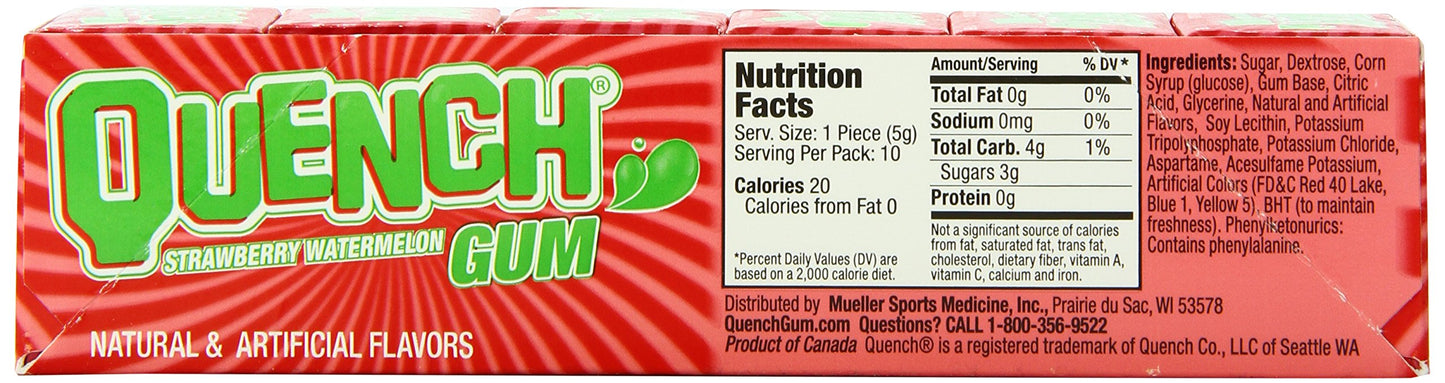 QUENCH®
STRAWBERRY WATERMELON GUM
NATURAL & ARTIFICIAL FLAVORS
Nutrition
Facts
Serv. Size: 1 Piece (5g)
Serving Per Pack: 10
Calories 20
Calories from Fat 0
*Percent Daily Values (DV) are
based on a 2,000 calorie diet.
Amount/Serving % DV*
Total Fat 0g 0%
Sodium 0mg 0%
Total Carb. 4g 1%
Sugars 3g
Protein 0g
Not a significant source of calories
from fat, saturated fat, trans fat,
cholesterol, dietary fiber, vitamin A,
vitamin C, calcium and iron.
Ingredients: Sugar, Dextrose, Corn
Syrup (glucose), Gum Base, Citric
Acid, Glycerine, Natural and Artificial
Flavors, Soy Lecithin, Potassium
Tripolyphosphate, Potassium Chloride,
Aspartame, Acesulfame Potassium,
Artificial Colors (FD&C Red 40 Lake,
Blue 1, Yellow 5), BHT (to maintain
freshness). Phenylketonurics:
Contains phenylalanine.
Distributed by Mueller Sports Medicine, Inc., Prairie du Sac, WI 53578
QuenchGum.com Questions? CALL 1-800-356-9522
Product of Canada Quench® is a registered trademark of Quench Co., LLC of Seattle WA